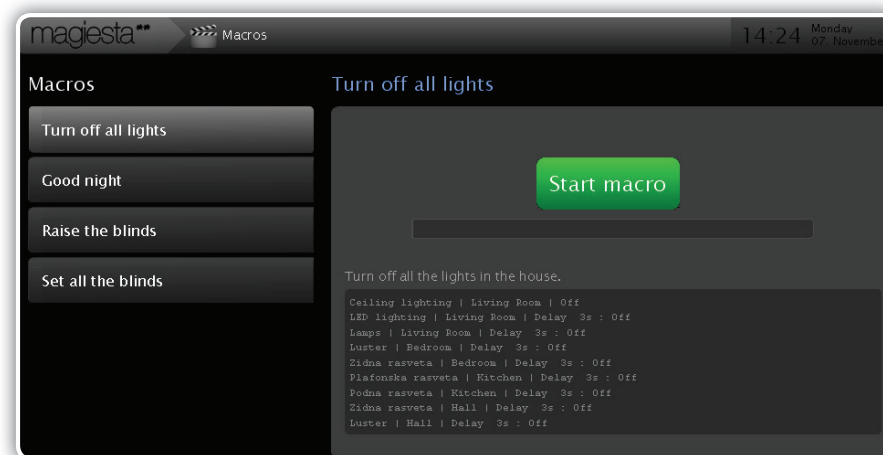 magiesta
Macros
14:24
Monday
07. Novembe
Macros
Turn off all lights
Good night
Raise the blinds
Set all the blinds
Turn off all lights
Start macro
Turn off all the lights in the house.
Ceiling lighting | Living Room | Off
LED lighting | Living Room | Delay  3s : Off
Lamps | Living Room | Delay  3s : Off
Luster | Bedroom | Delay  3s : Off
Zidna rasveta | Bedroom | Delay  3s : Off
Plafonska rasveta | Kitchen | Delay  3s : Off
Podna rasveta | Kitchen | Delay  3s : Off
Zidna rasveta | Hall | Delay  3s : Off
Luster | Hall | Delay  3s : Off